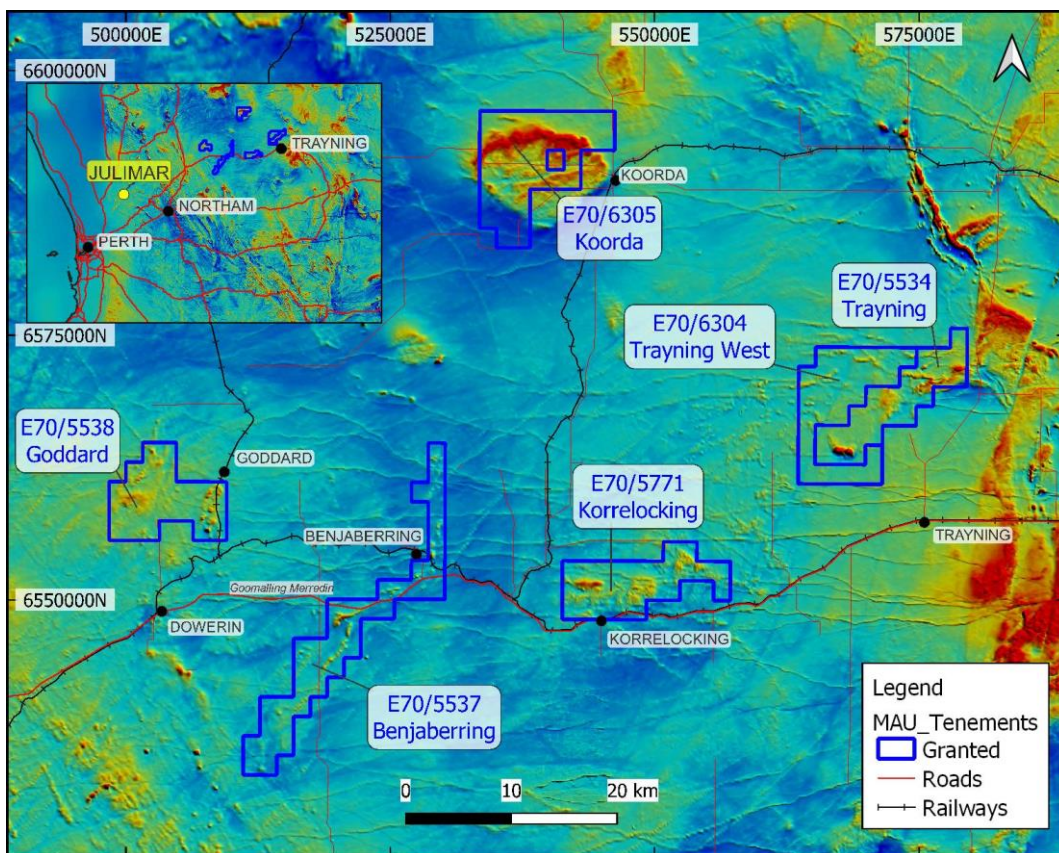 500000E
525000E
550000E
575000E
6600000N
TRAYNING
JULIMAR
NORTHAM
PERTH
KOORDA
E70/6305
Koorda
E70/5534
Trayning
E70/6304
Trayning West
6575000N
E70/5538
Goddard
GODDARD
E70/5771
Korrelocking
BENJABERRING
TRAYNING
Goomalling Merredin
6550000N
DOWERIN
KORRELOCKING
E70/5537
Benjaberring
Legend
MAU_Tenements
Granted
Roads
Railways
0 10 20 km